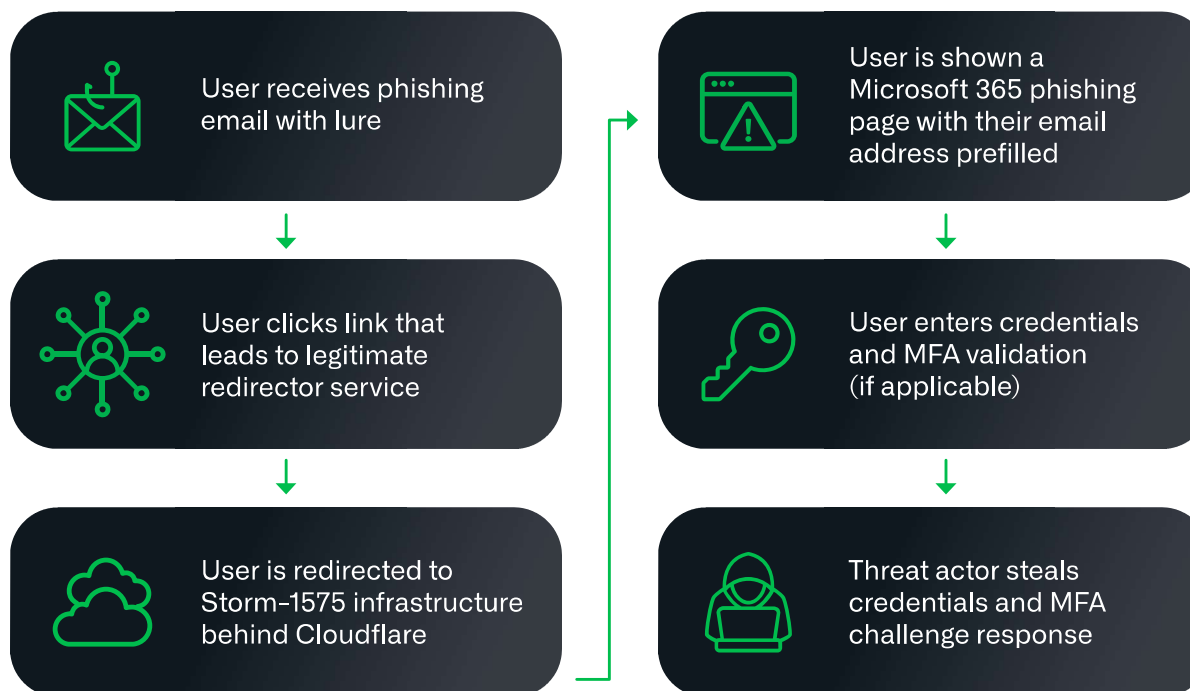 User receives phishing
email with lure
User clicks link that
leads to legitimate
redirector service
User is redirected to
Storm-1575 infrastructure
behind Cloudflare
User is shown a
Microsoft 365 phishing
page with their email
address prefilled
User enters credentials
and MFA validation
(if applicable)
Threat actor steals
credentials and MFA
challenge response